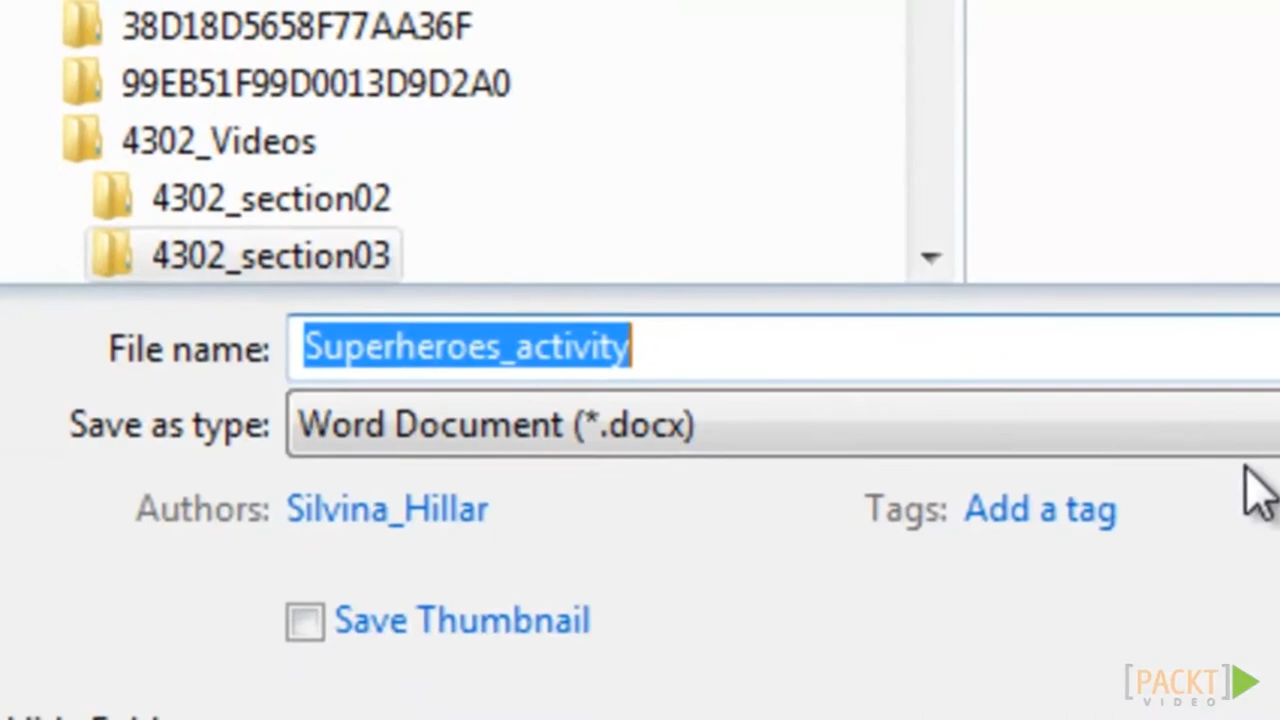 38D18D5658F77AA36F
99EB51F99D0013D9D2A0
4302_Videos
4302_section02
4302_section03
File name: Superheroes_activity
Save as type: Word Document (*.docx)
Authors: Silvina_Hillar Tags: Add a tag
Save Thumbnail
[PACKT]
VIDEO